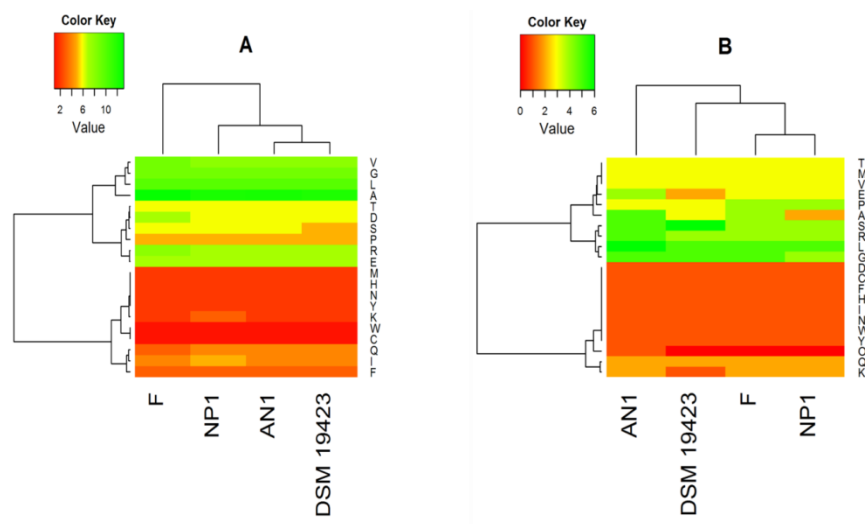 Color Key
2 6 10
Value
A
V
G
L
A
T
D
S
P
R
E
M
H
N
Y
K
W
C
Q
I
F
F
NP1
AN1
DSM 19423
Color Key
0 2 4 6
Value
B
T
M
V
E
P
A
S
R
L
G
D
C
F
H
I
N
W
Y
O
Q
K
AN1
DSM 19423
F
NP1